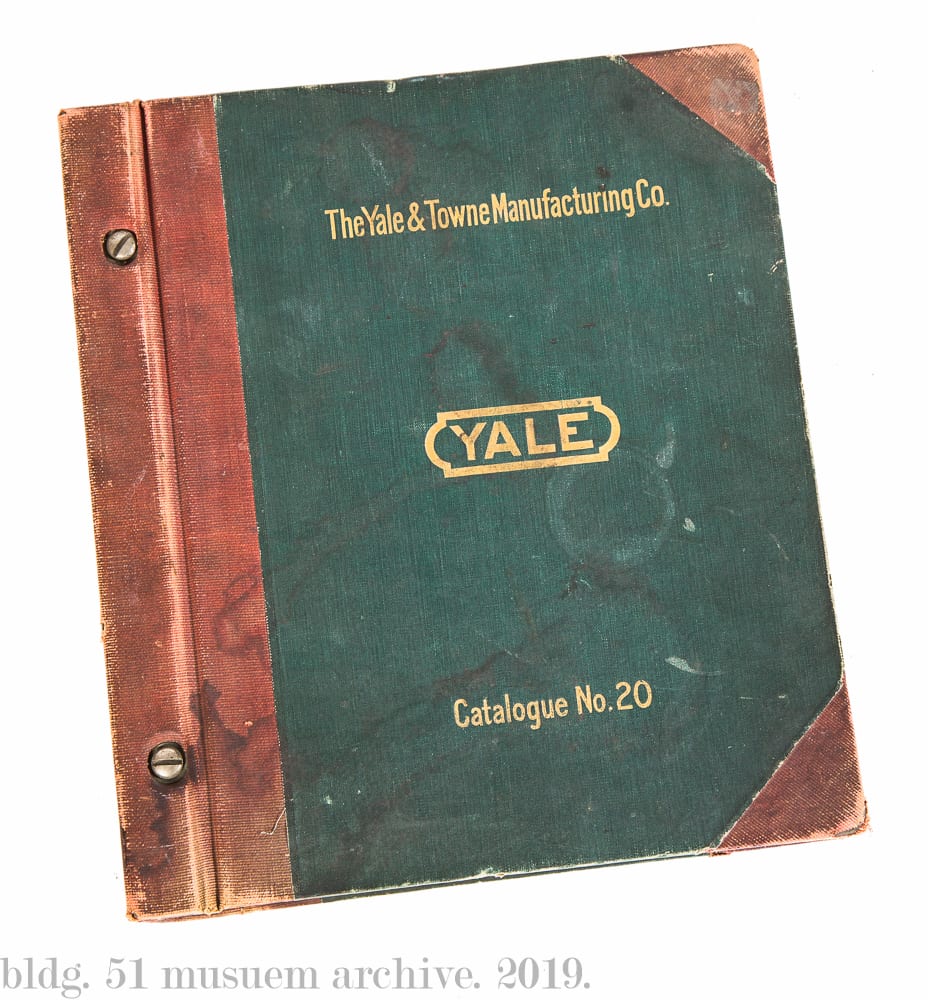 The Yale & Towne Manufacturing Co.
YALE
Catalogue No. 20
bldg. 51 musuem archive. 2019.